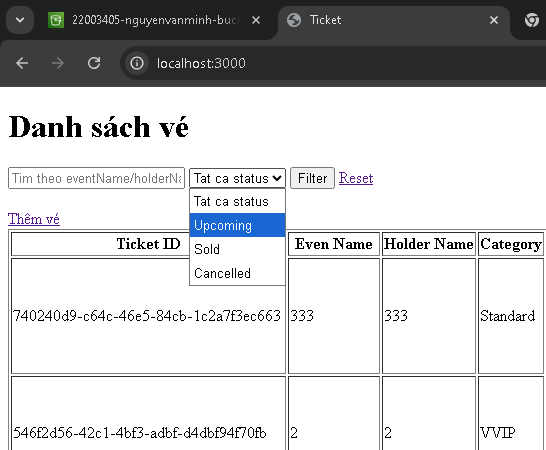 22003405-nguyenvanminh-buc
Ticket
localhost:3000
Danh sách vé
Tim theo eventName/holderNa
Tat ca status
Filter
Reset
Tat ca status
Upcoming
Sold
Cancelled
Thêm vé
Ticket ID Even Name Holder Name Category
740240d9-c64c-46e5-84cb-1c2a7f3ec663 333 333 Standard
546f2d56-42c1-4bf3-adbf-d4dbf94f70fb 2 2 VVIP